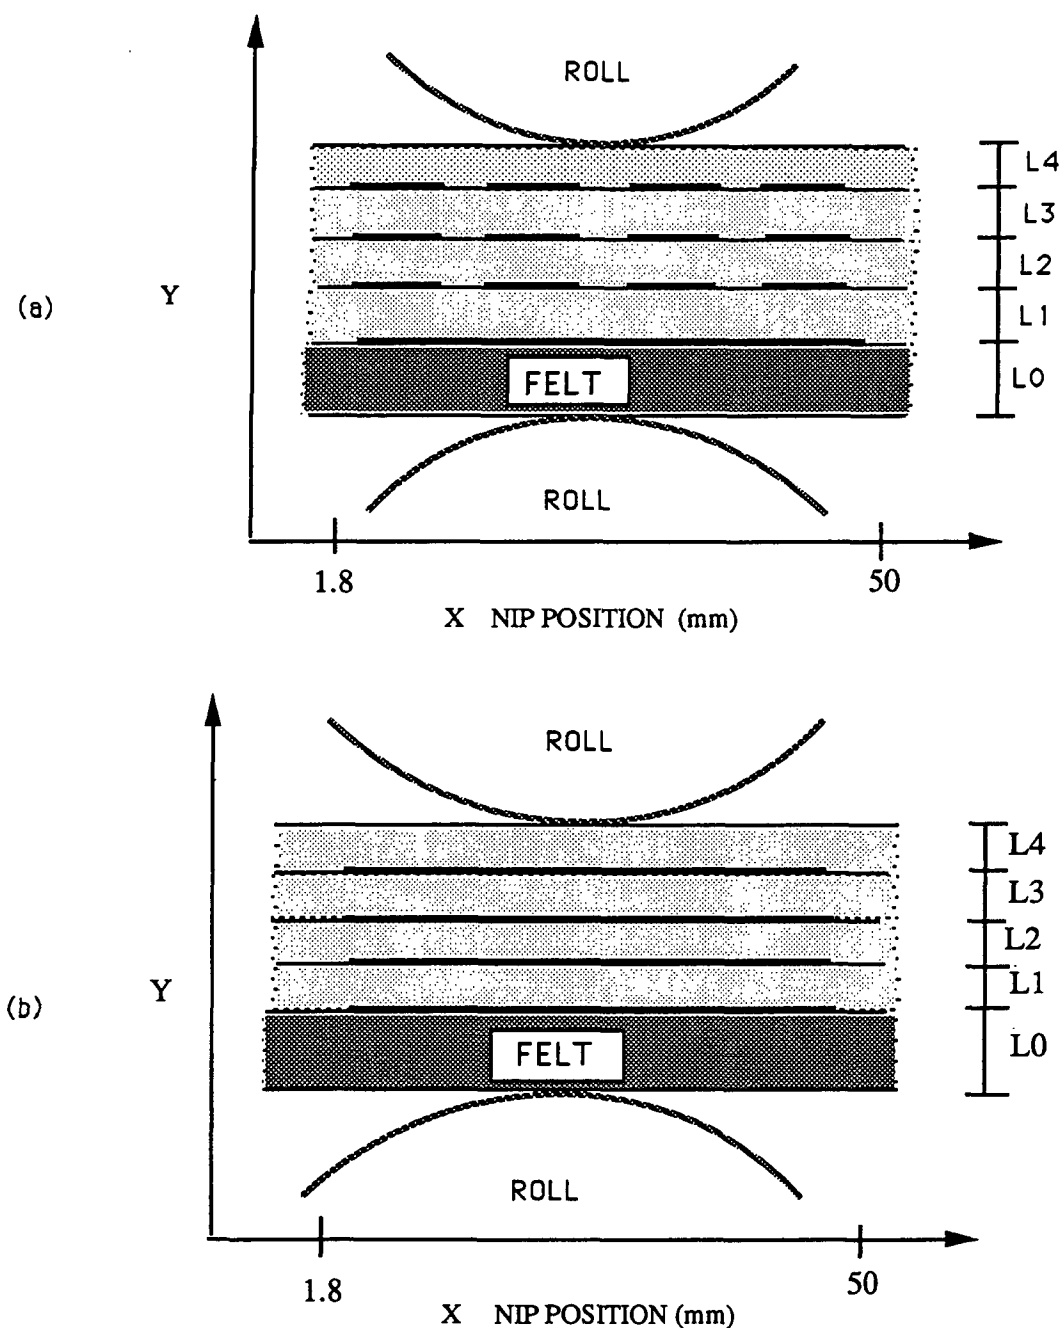 ROLL
L4
L3
L2
(a)
Y
L1
L0
FELT
ROLL
1.8
50
X NIP POSITION (mm)
ROLL
L4
L3
L2
(b)
Y
L1
L0
FELT
ROLL
1.8
50
X NIP POSITION (mm)